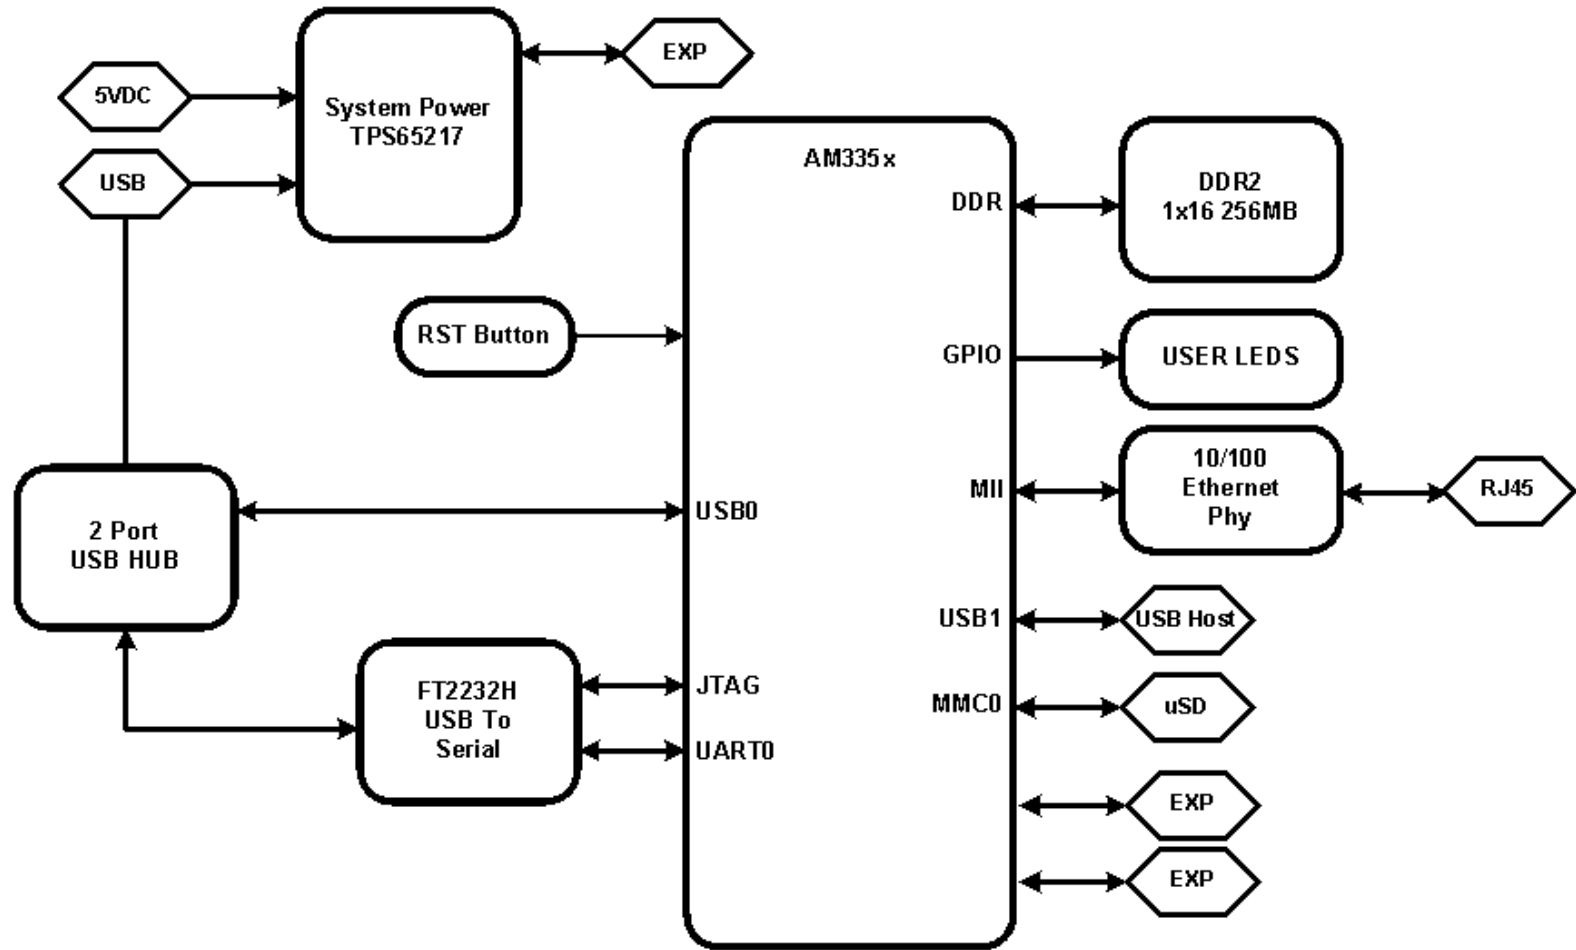 EXP
5VDC
System Power
TPS65217
USB
AM335x
DDR
DDR2
1x16 256MB
RST Button
GPIO
USER LEDS
10/100
Ethernet
Phy
MII
RJ45
2 Port
USB HUB
USB0
USB1
USB Host
FT2232H
USB To
Serial
JTAG
UART0
MMC0
uSD
EXP
EXP